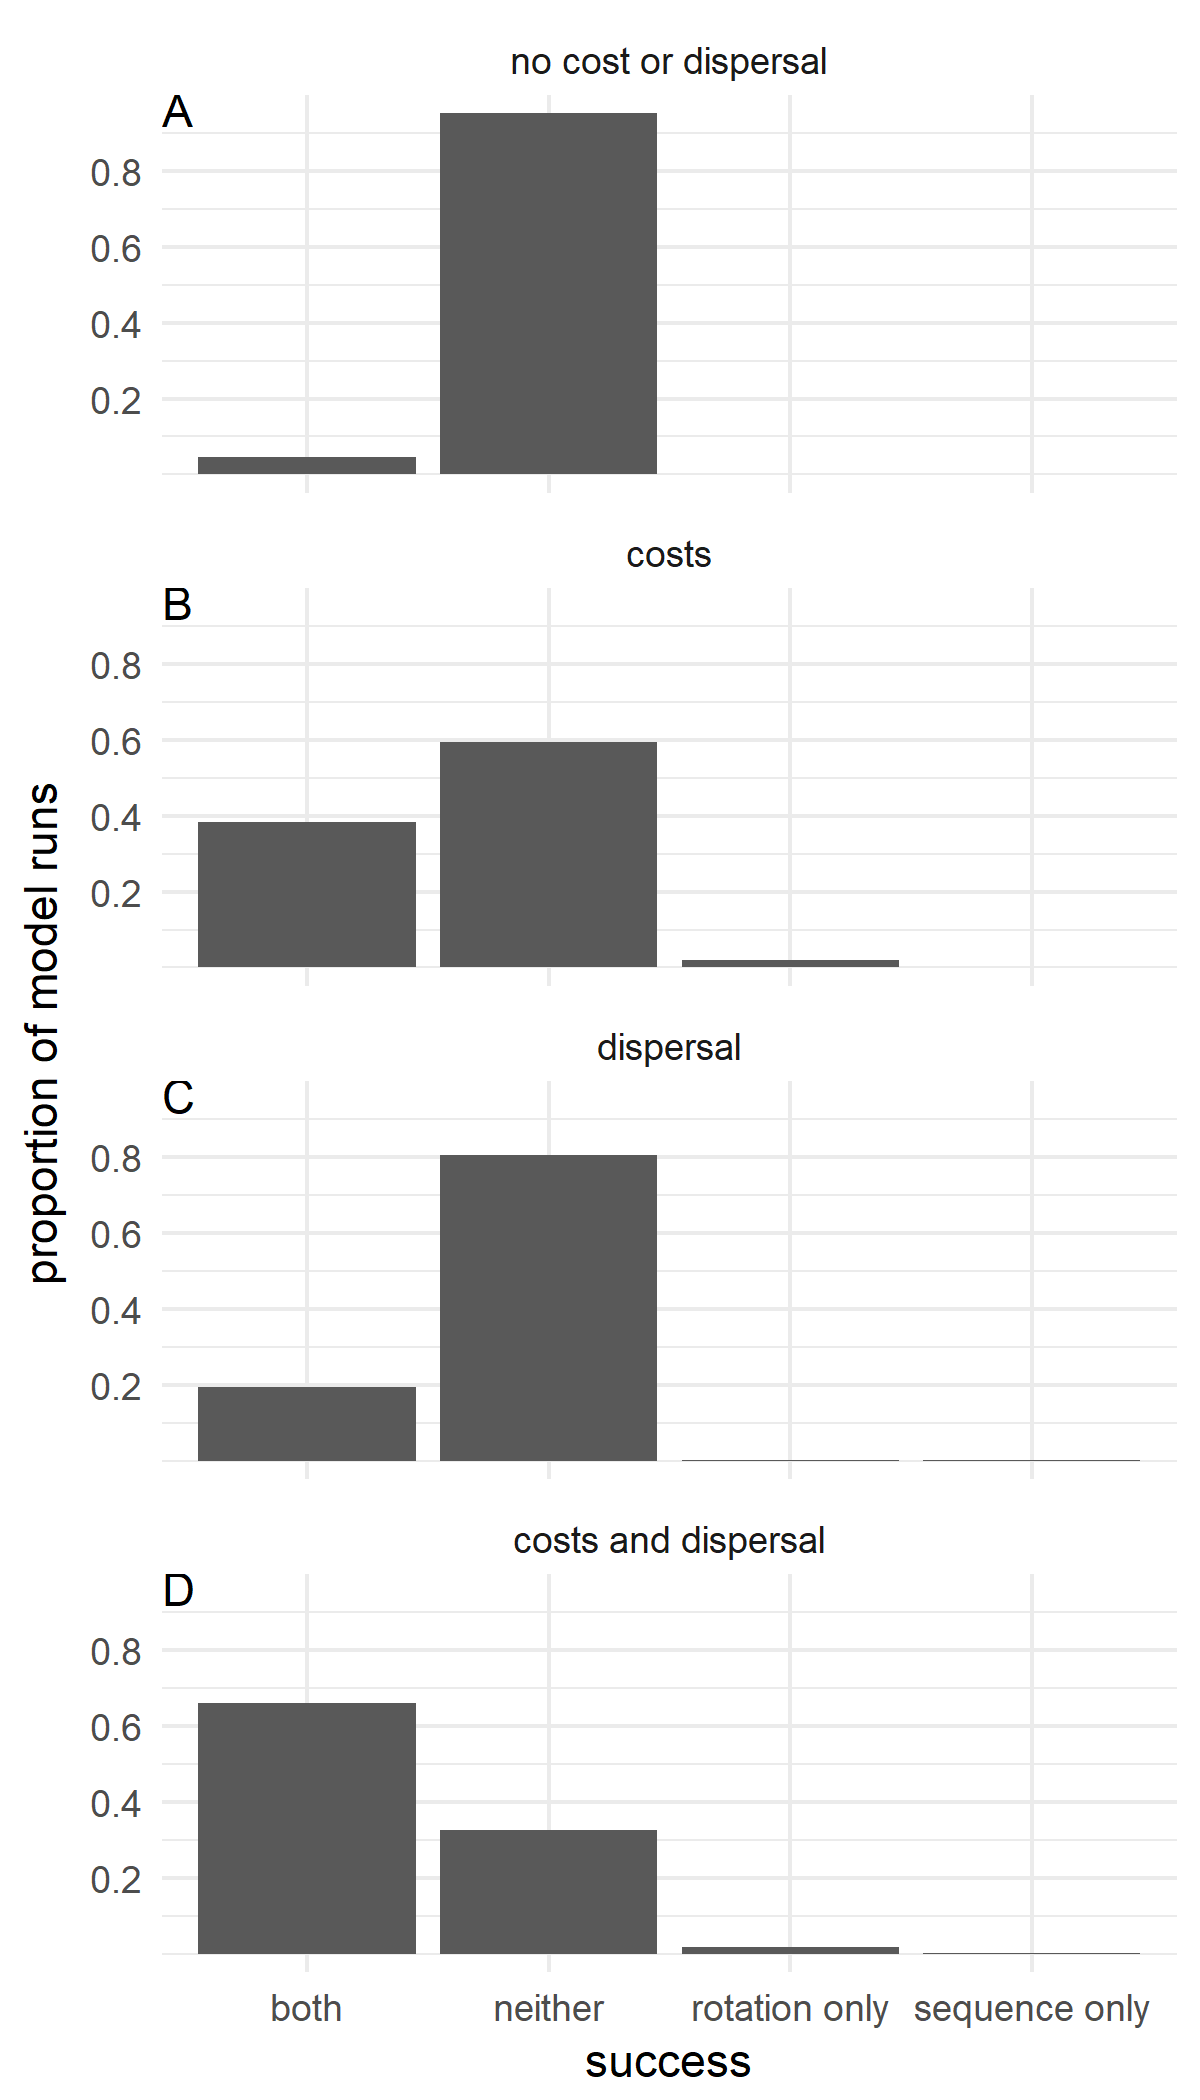 no cost or dispersal
A
0.8
0.6
0.4
0.2
costs
B
0.8
0.6
0.4
0.2
dispersal
C
0.8
0.6
0.4
0.2
costs and dispersal
D
0.8
0.6
0.4
0.2
proportion of model runs
both neither rotation only sequence only
success